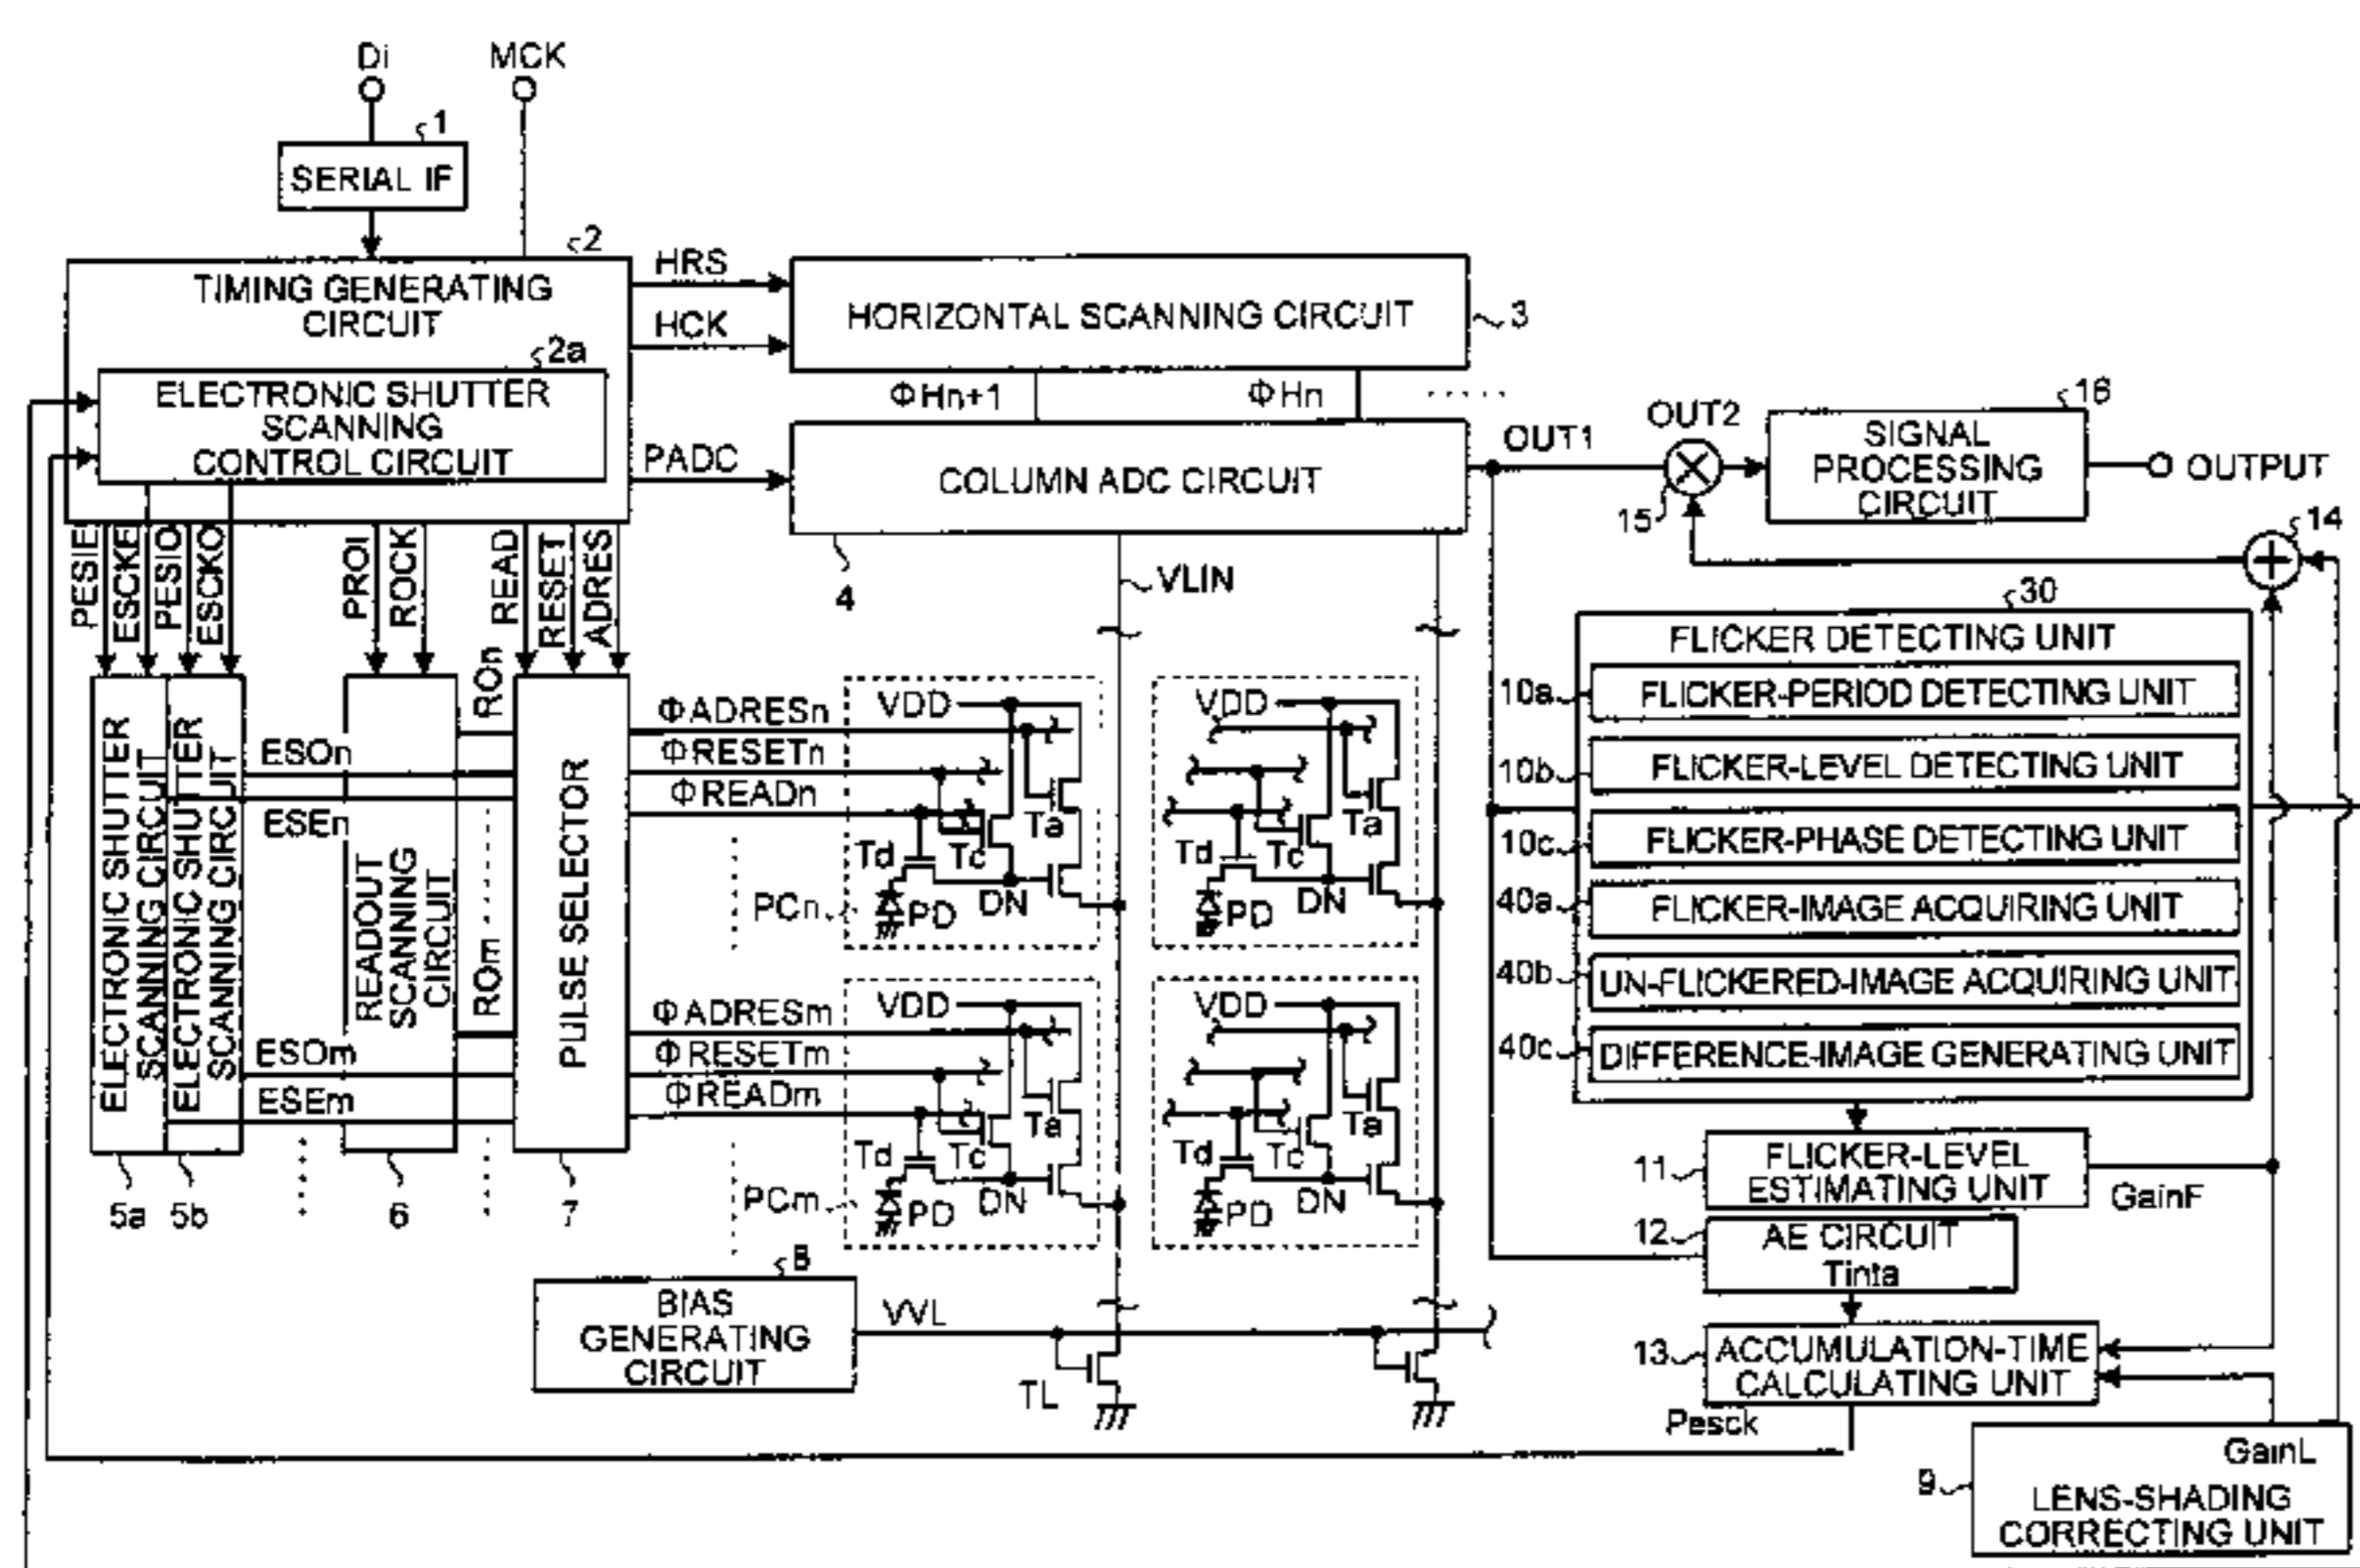 Di
MCK
1
SERIAL IF
2
TIMING GENERATING
CIRCUIT
2a
ELECTRONIC SHUTTER
SCANNING
CONTROL CIRCUIT
HRS
HCK
PADC
HORIZONTAL SCANNING CIRCUIT
3
ΦHn+1
ΦHn
COLUMN ADC CIRCUIT
4
VLIN
OUT1
OUT2
15
16
SIGNAL
PROCESSING
CIRCUIT
OUTPUT
14
PESIE
ESCKE
PESIO
ESCKO
PROI
ROCK
READ
RESET
ADRES
ELECTRONIC SHUTTER
SCANNING CIRCUIT
ELECTRONIC SHUTTER
SCANNING CIRCUIT
5a
5b
ESOn
ESEn
ESOm
ESEm
READOUT
SCANNING
CIRCUIT
6
ROn
ROm
PULSE SELECTOR
7
ΦADRESn
ΦRESETn
ΦREADn
PCn
VDD
Ta
Td
Tc
PD
DN
VDD
Ta
Td
Tc
PD
DN
ΦADRESm
ΦRESETm
ΦREADm
PCm
VDD
Ta
Td
Tc
PD
DN
VDD
Ta
Td
Tc
PD
DN
8
BIAS
GENERATING
CIRCUIT
VVL
TL
30
FLICKER DETECTING UNIT
10a
FLICKER-PERIOD DETECTING UNIT
10b
FLICKER-LEVEL DETECTING UNIT
10c
FLICKER-PHASE DETECTING UNIT
40a
FLICKER-IMAGE ACQUIRING UNIT
40b
UN-FLICKERED-IMAGE ACQUIRING UNIT
40c
DIFFERENCE-IMAGE GENERATING UNIT
11
FLICKER-LEVEL
ESTIMATING UNIT
GainF
12
AE CIRCUIT
Tinta
13
ACCUMULATION-TIME
CALCULATING UNIT
Pesck
9
GainL
LENS-SHADING
CORRECTING UNIT